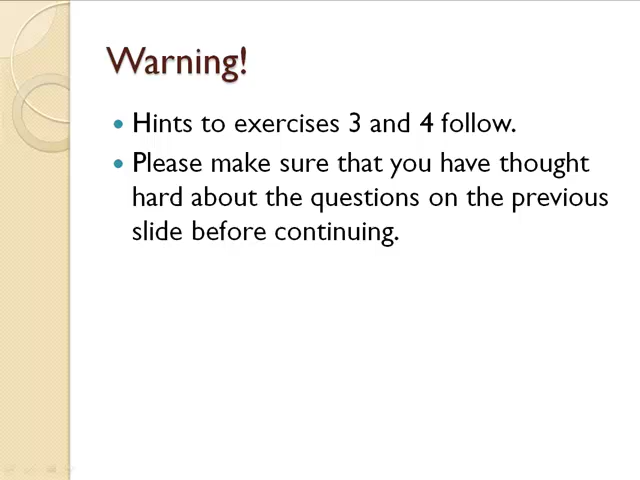 Warning!
• Hints to exercises 3 and 4 follow.
• Please make sure that you have thought
hard about the questions on the previous
slide before continuing.